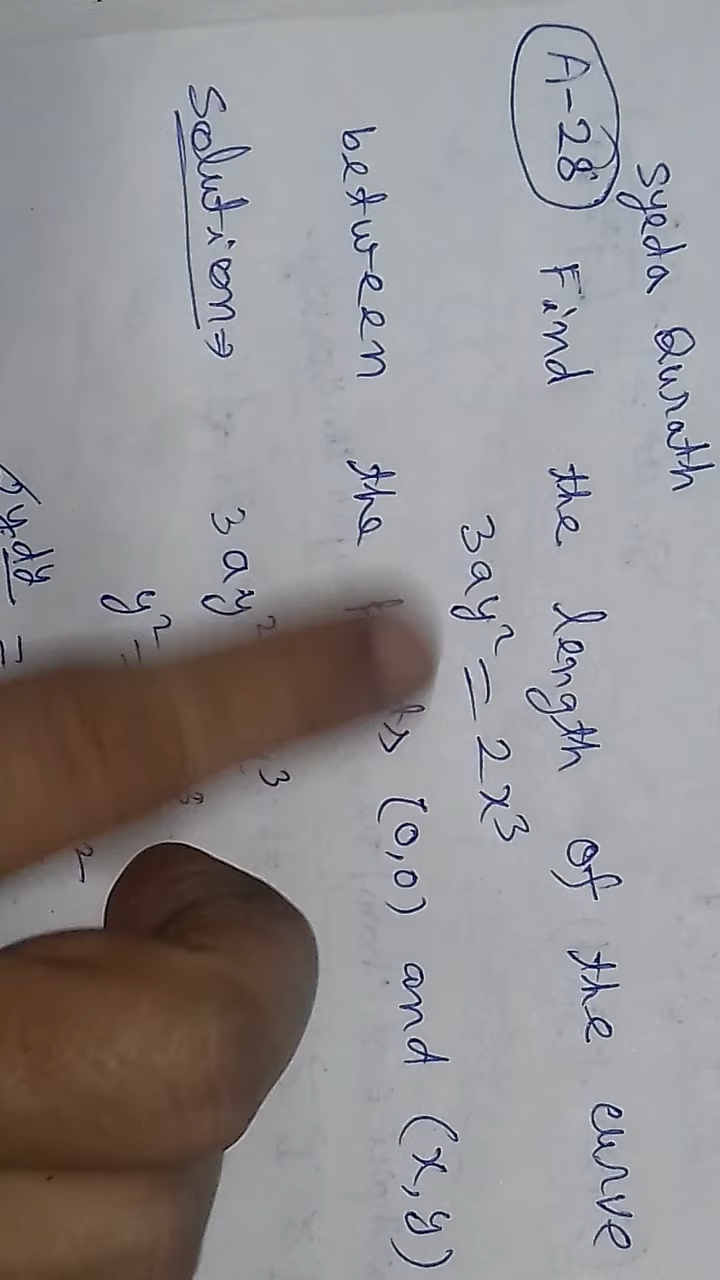 Syeda Qurath
A-28 Find the length of the curve
3ay² = 2x³
between the (0,0) and (x,y)
Solution ⇒ 3ay²
y² =